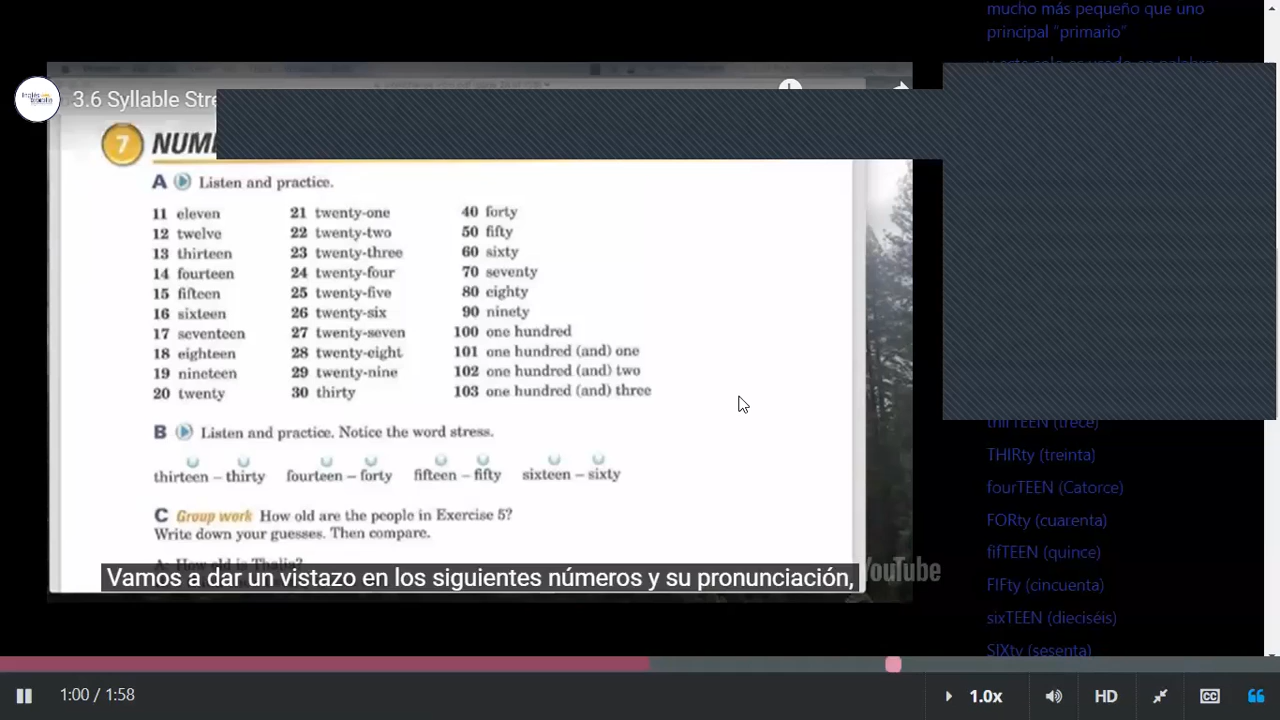 mucho más pequeño que uno
principal "primario"
3.6 Syllable Stre
7
A Listen and practice.
11 eleven 21 twenty-one 40 forty
12 twelve 22 twenty-two 50 fifty
13 thirteen 23 twenty-three 60 sixty
14 fourteen 24 twenty-four 70 seventy
15 fifteen 25 twenty-five 80 eighty
16 sixteen 26 twenty-six 90 ninety
17 seventeen 27 twenty-seven 100 one hundred
18 eighteen 28 twenty-eight 101 one hundred (and) one
19 nineteen 29 twenty-nine 102 one hundred (and) two
20 twenty 30 thirty 103 one hundred (and) three
B Listen and practice. Notice the word stress.
thirteen – thirty fourteen – forty fifteen – fifty sixteen – sixty
C Group work How old are the people in Exercise 5?
Write down your guesses. Then compare.
A: How old is Thalia?
Vamos a dar un vistazo en los siguientes números y su pronunciación,
YouTube
thirTEEN (trece)
THIRty (treinta)
fourTEEN (Catorce)
FORty (cuarenta)
fifTEEN (quince)
FIFty (cincuenta)
sixTEEN (dieciséis)
SIXty (sesenta)
1:00 / 1:58
1.0x
HD
CC